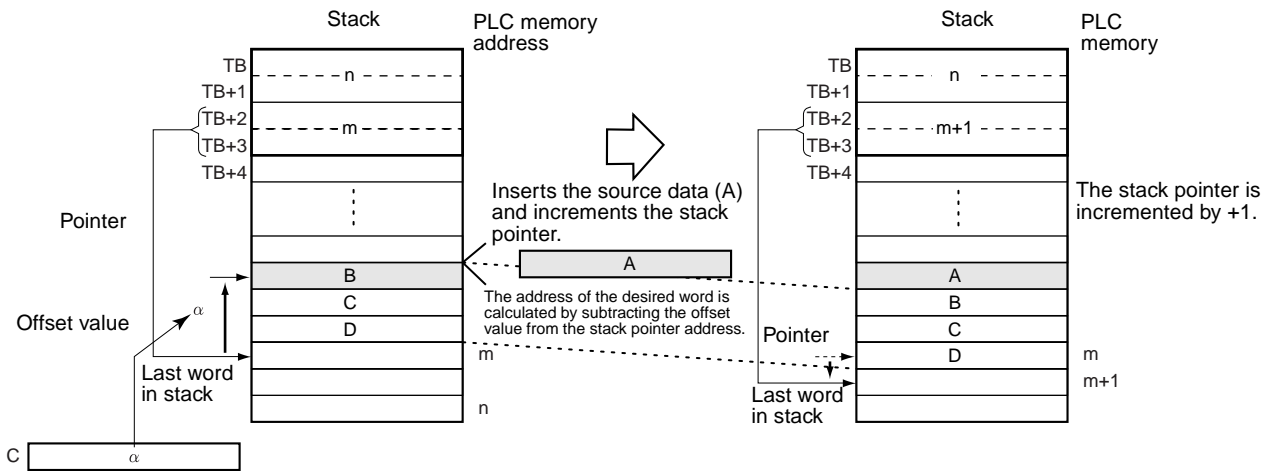 Stack
PLC memory
address
TB
n
TB+1
TB+2
m
TB+3
TB+4
Pointer
B
C
D
Offset value
α
m
Last word
in stack
n
C
α
Inserts the source data (A)
and increments the stack
pointer.
A
The address of the desired word is
calculated by subtracting the offset
value from the stack pointer address.
Stack
PLC
memory
TB
n
TB+1
TB+2
m+1
TB+3
TB+4
The stack pointer is
incremented by +1.
A
B
C
Pointer
D
m
m+1
Last word
in stack